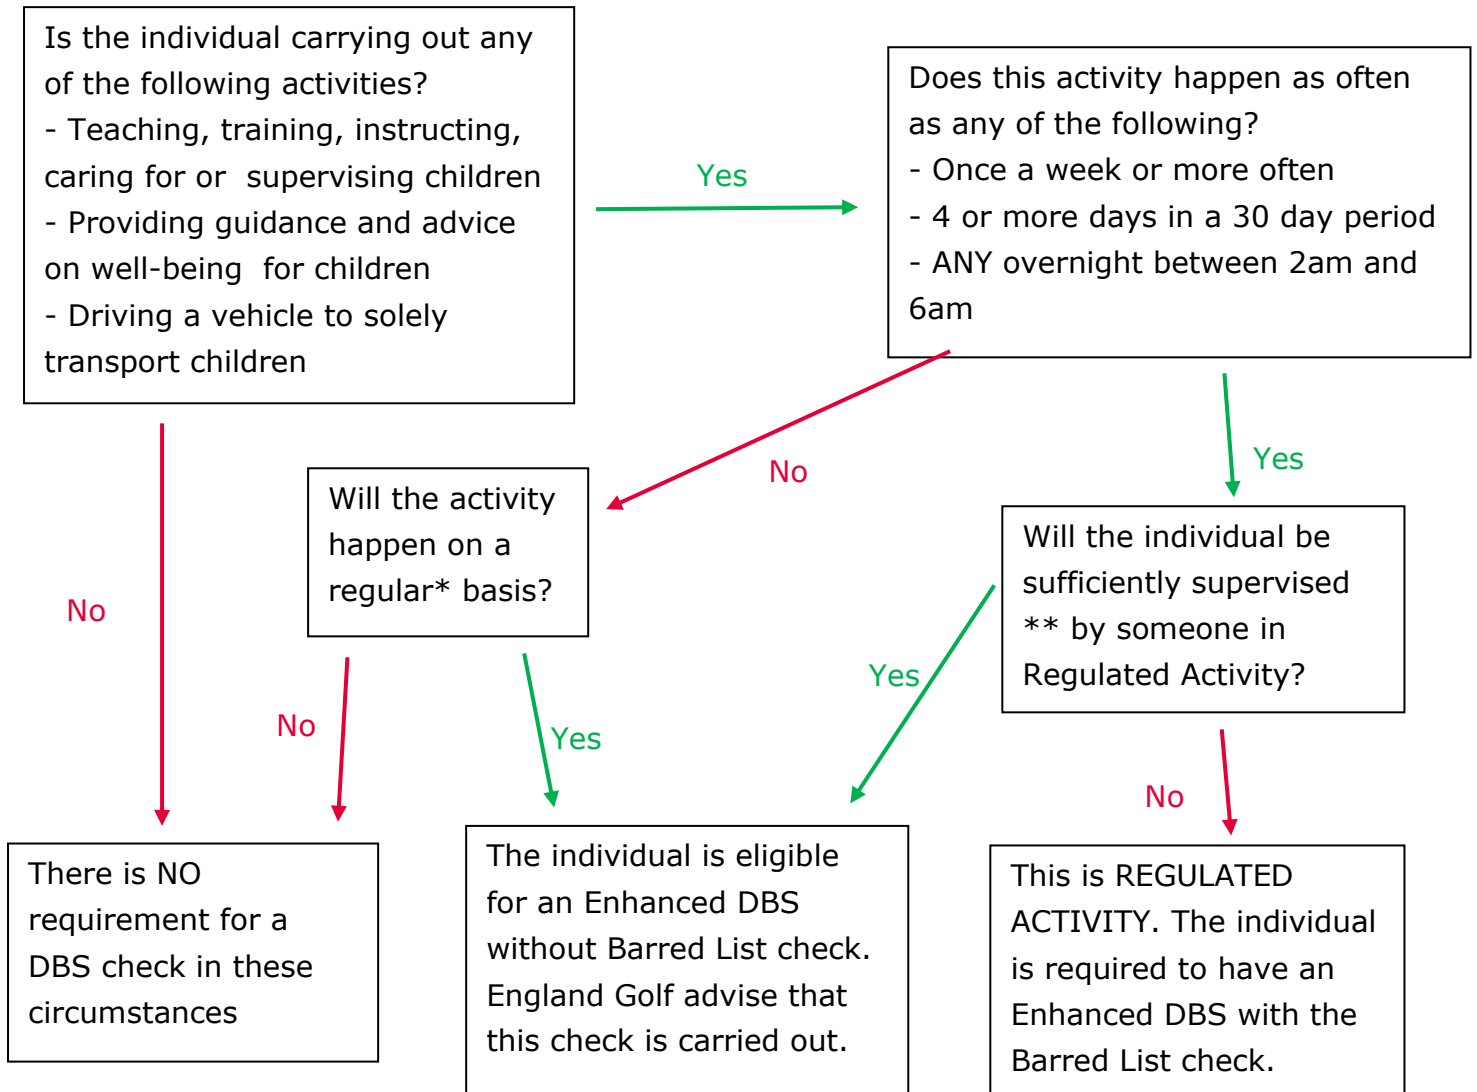 Is the individual carrying out any
of the following activities?
- Teaching, training, instructing,
caring for or  supervising children
- Providing guidance and advice
on well-being  for children
- Driving a vehicle to solely
transport children
Yes
Does this activity happen as often
as any of the following?
- Once a week or more often
- 4 or more days in a 30 day period
- ANY overnight between 2am and
6am
No
No
Yes
Will the activity
happen on a
regular* basis?
Will the individual be
sufficiently supervised
** by someone in
Regulated Activity?
No
Yes
Yes
No
There is NO
requirement for a
DBS check in these
circumstances
The individual is eligible
for an Enhanced DBS
without Barred List check.
England Golf advise that
this check is carried out.
This is REGULATED
ACTIVITY. The individual
is required to have an
Enhanced DBS with the
Barred List check.